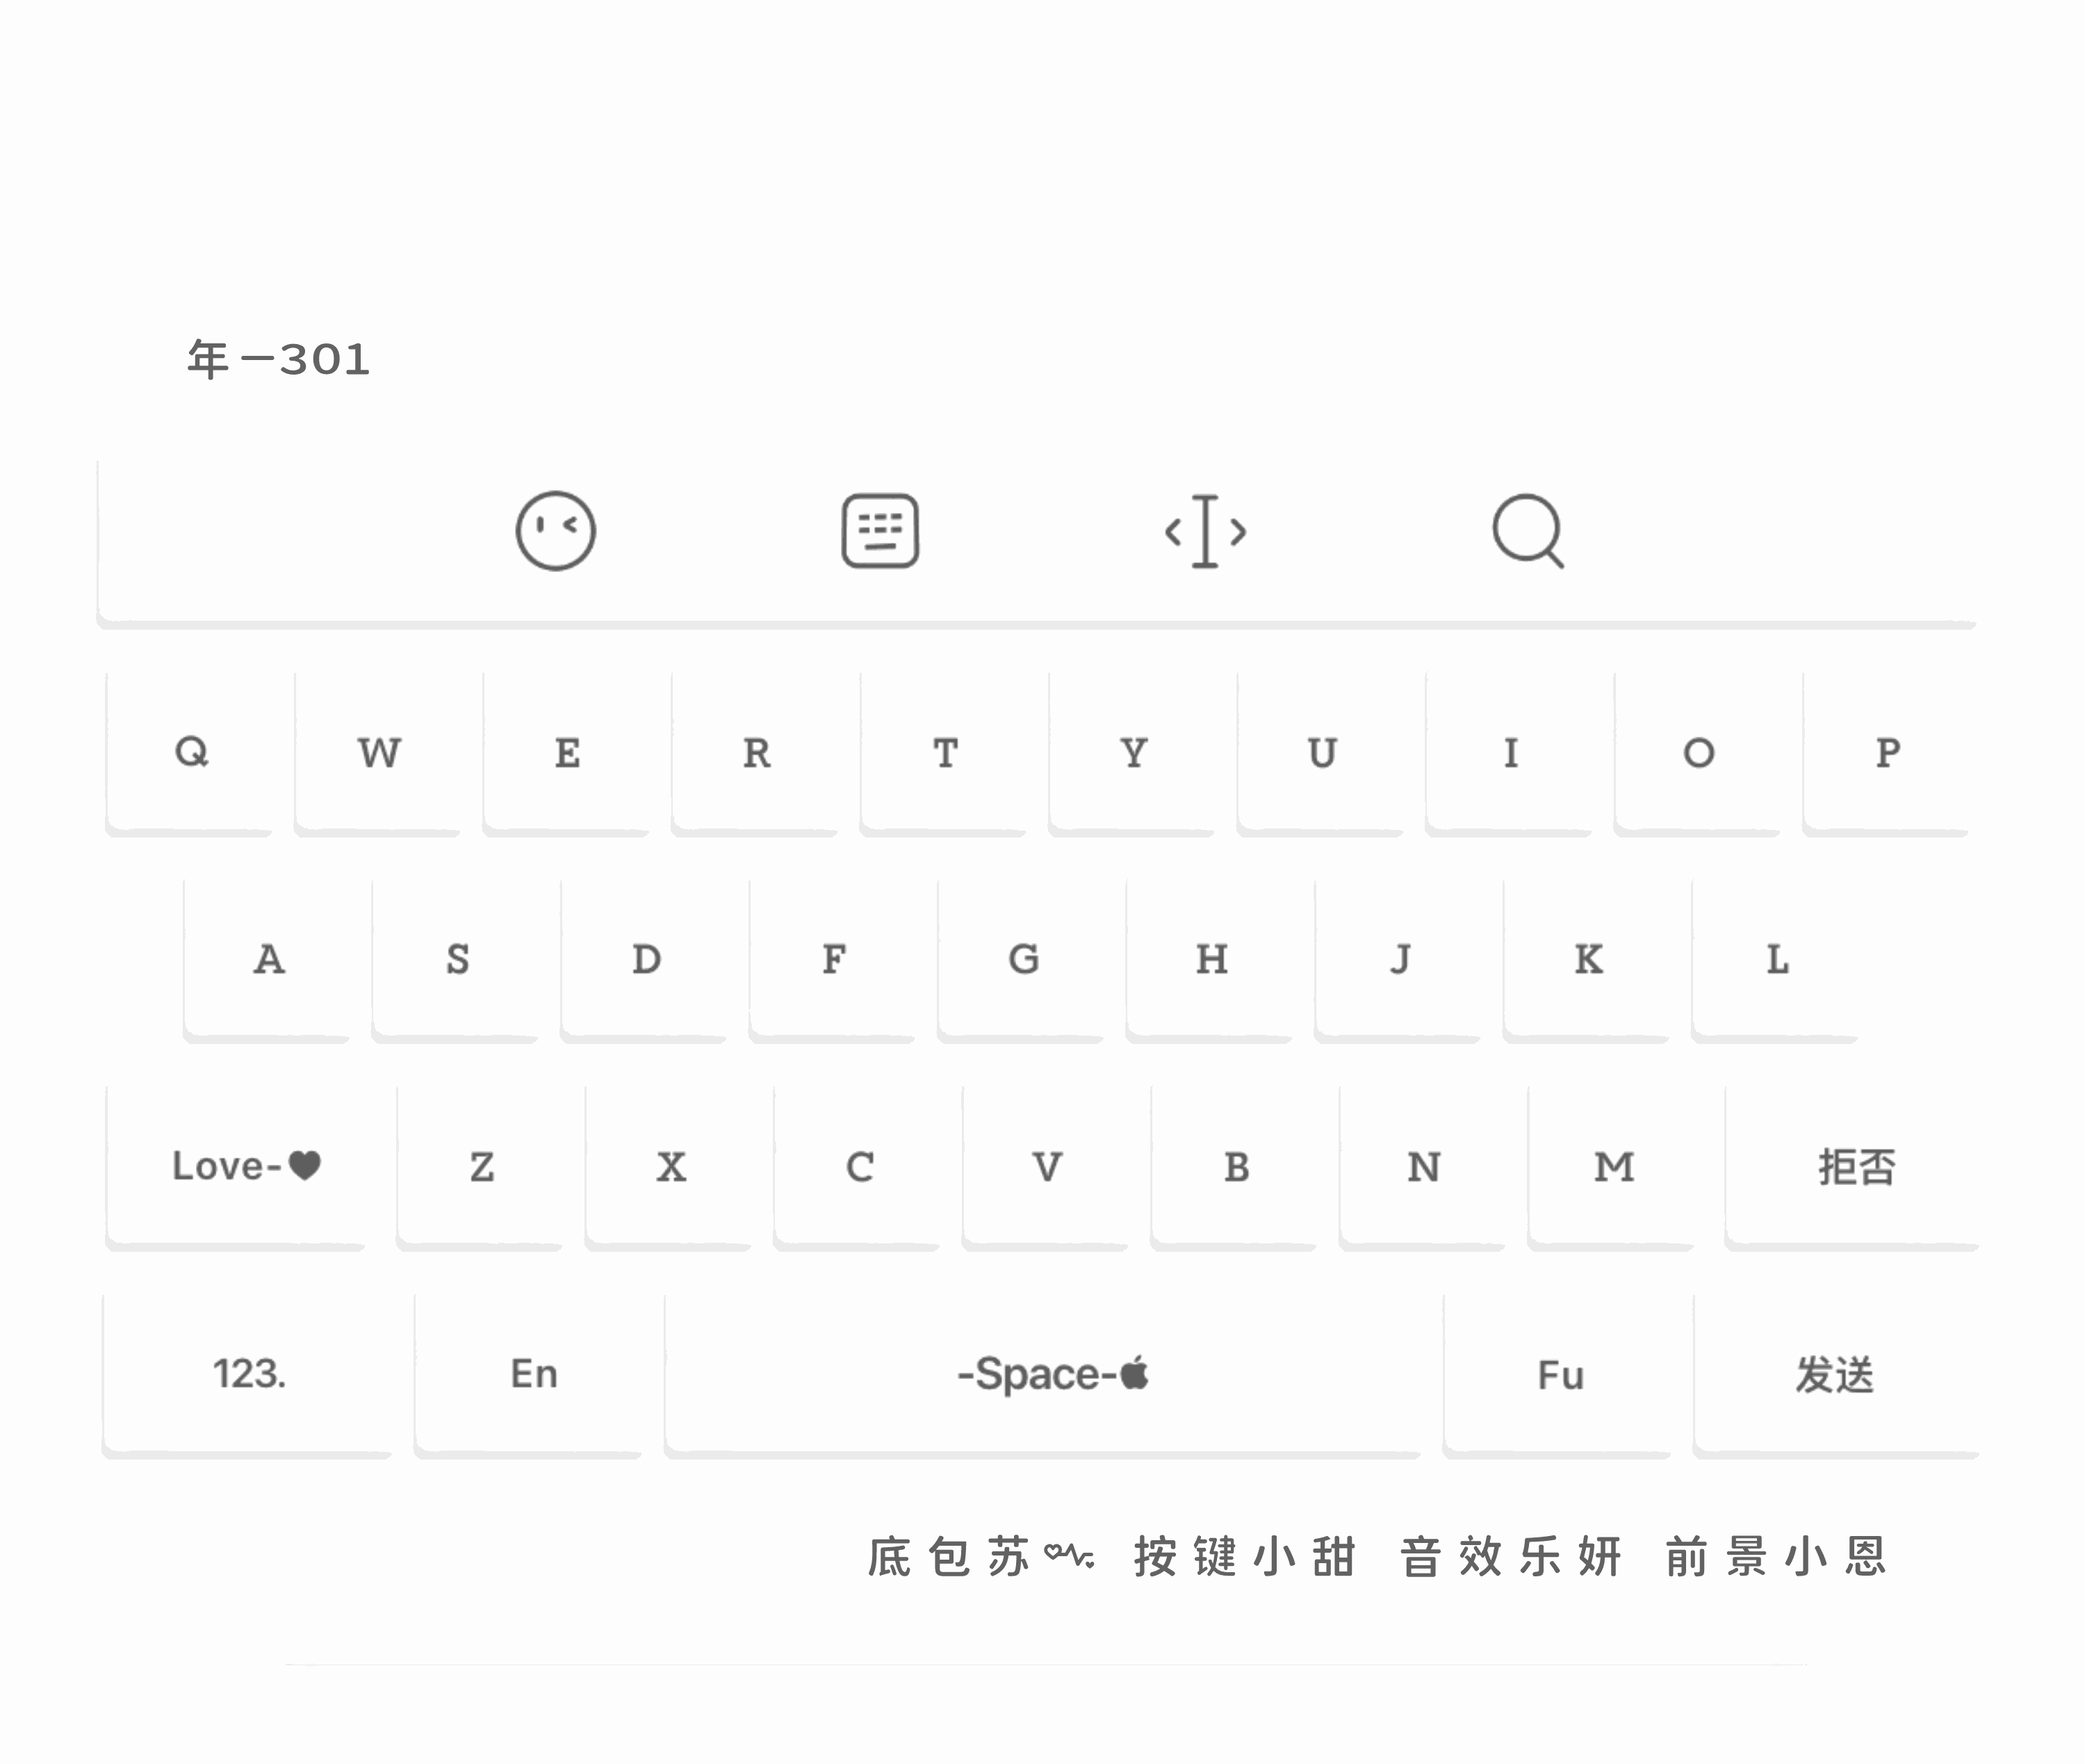 年一301
Q W E R T Y U I O P
A S D F G H J K L
Love-♥ Z X C V B N M 拒否
123. En -Space- Fu 发送
底包苏 按健小甜 音效乐妍 前景小恩